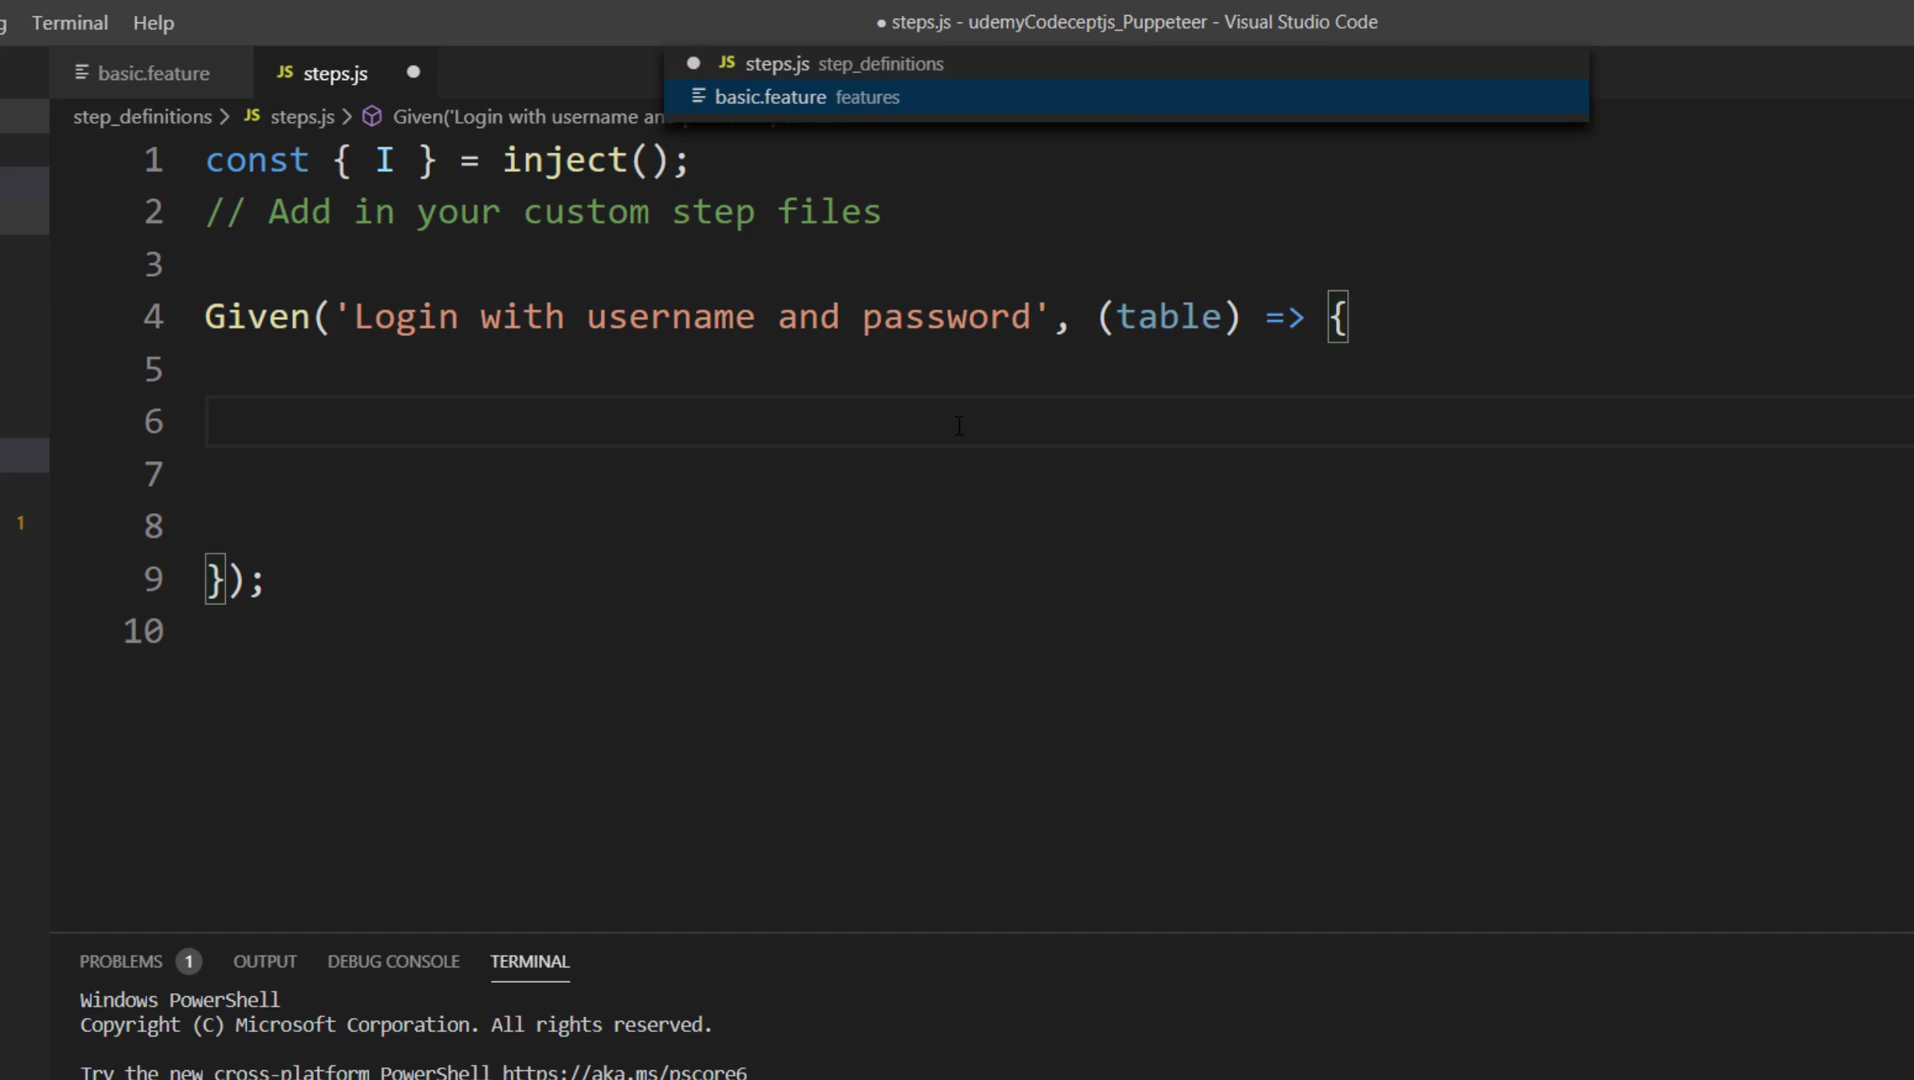 Terminal Help
● steps.js - udemyCodeceptjs_Puppeteer - Visual Studio Code
basic.feature
JS steps.js
JS steps.js step_definitions
basic.feature features
step_definitions > JS steps.js > Given('Login with username an
1 const { I } = inject();
2 // Add in your custom step files
3
4 Given('Login with username and password', (table) => {
5
6
7
8
9 });
10
1
PROBLEMS 1 OUTPUT DEBUG CONSOLE TERMINAL
Windows PowerShell
Copyright (C) Microsoft Corporation. All rights reserved.
Try the new cross-platform PowerShell https://aka.ms/pscore6